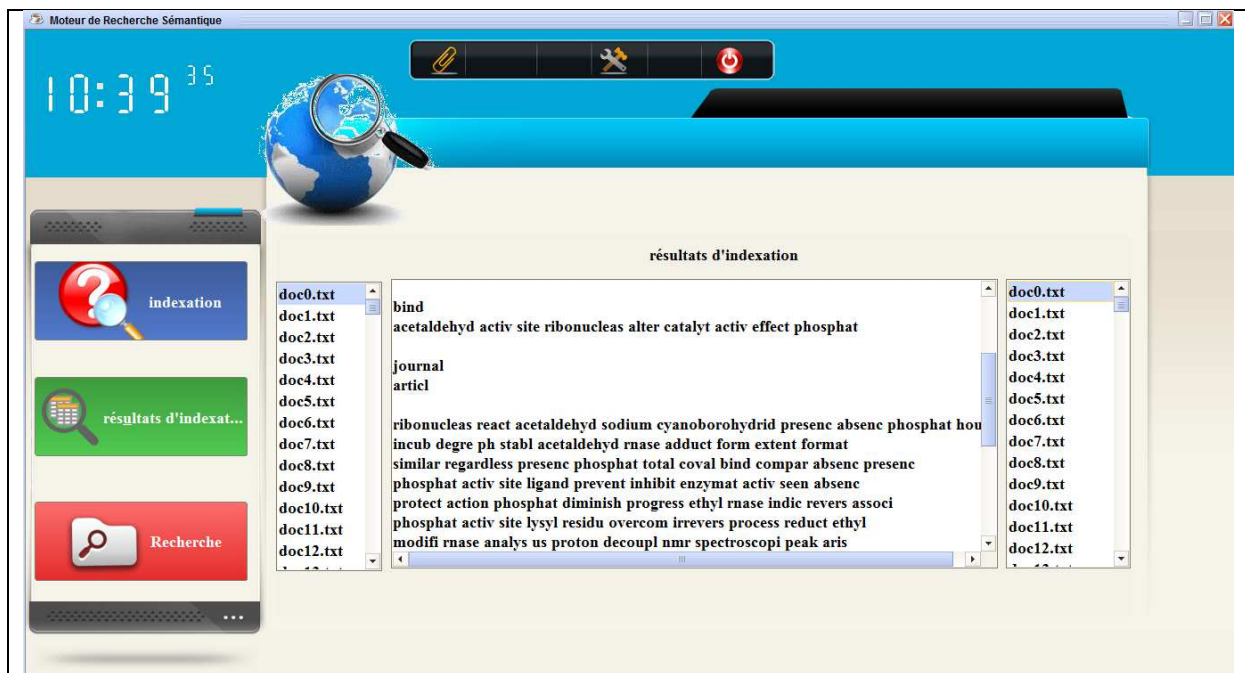 Moteur de Recherche Sémantique
10:39 35
résultats d'indexation
indexation
résultats d'indexat...
Recherche
doc0.txt
doc1.txt
doc2.txt
doc3.txt
doc4.txt
doc5.txt
doc6.txt
doc7.txt
doc8.txt
doc9.txt
doc10.txt
doc11.txt
doc12.txt
bind
acetaldehyd activ site ribonucleas alter catalyt activ effect phosphat
journal
articl
ribonucleas react acetaldehyd sodium cyanoborohydrid presenc absenc phosphat hou
incub degre ph stabl acetaldehyd rnase adduct form extent format
similar regardless presenc phosphat total coval bind compar absenc presenc
phosphat activ site ligand prevent inhibit enzymat activ seen absenc
protect action phosphat diminish progress ethyl rnase indic revers associ
phosphat activ site lysyl residu overcom irrevers process reduct ethyl
modifi rnase analys us proton decoupl nmr spectroscopi peak aris
doc0.txt
doc1.txt
doc2.txt
doc3.txt
doc4.txt
doc5.txt
doc6.txt
doc7.txt
doc8.txt
doc9.txt
doc10.txt
doc11.txt
doc12.txt